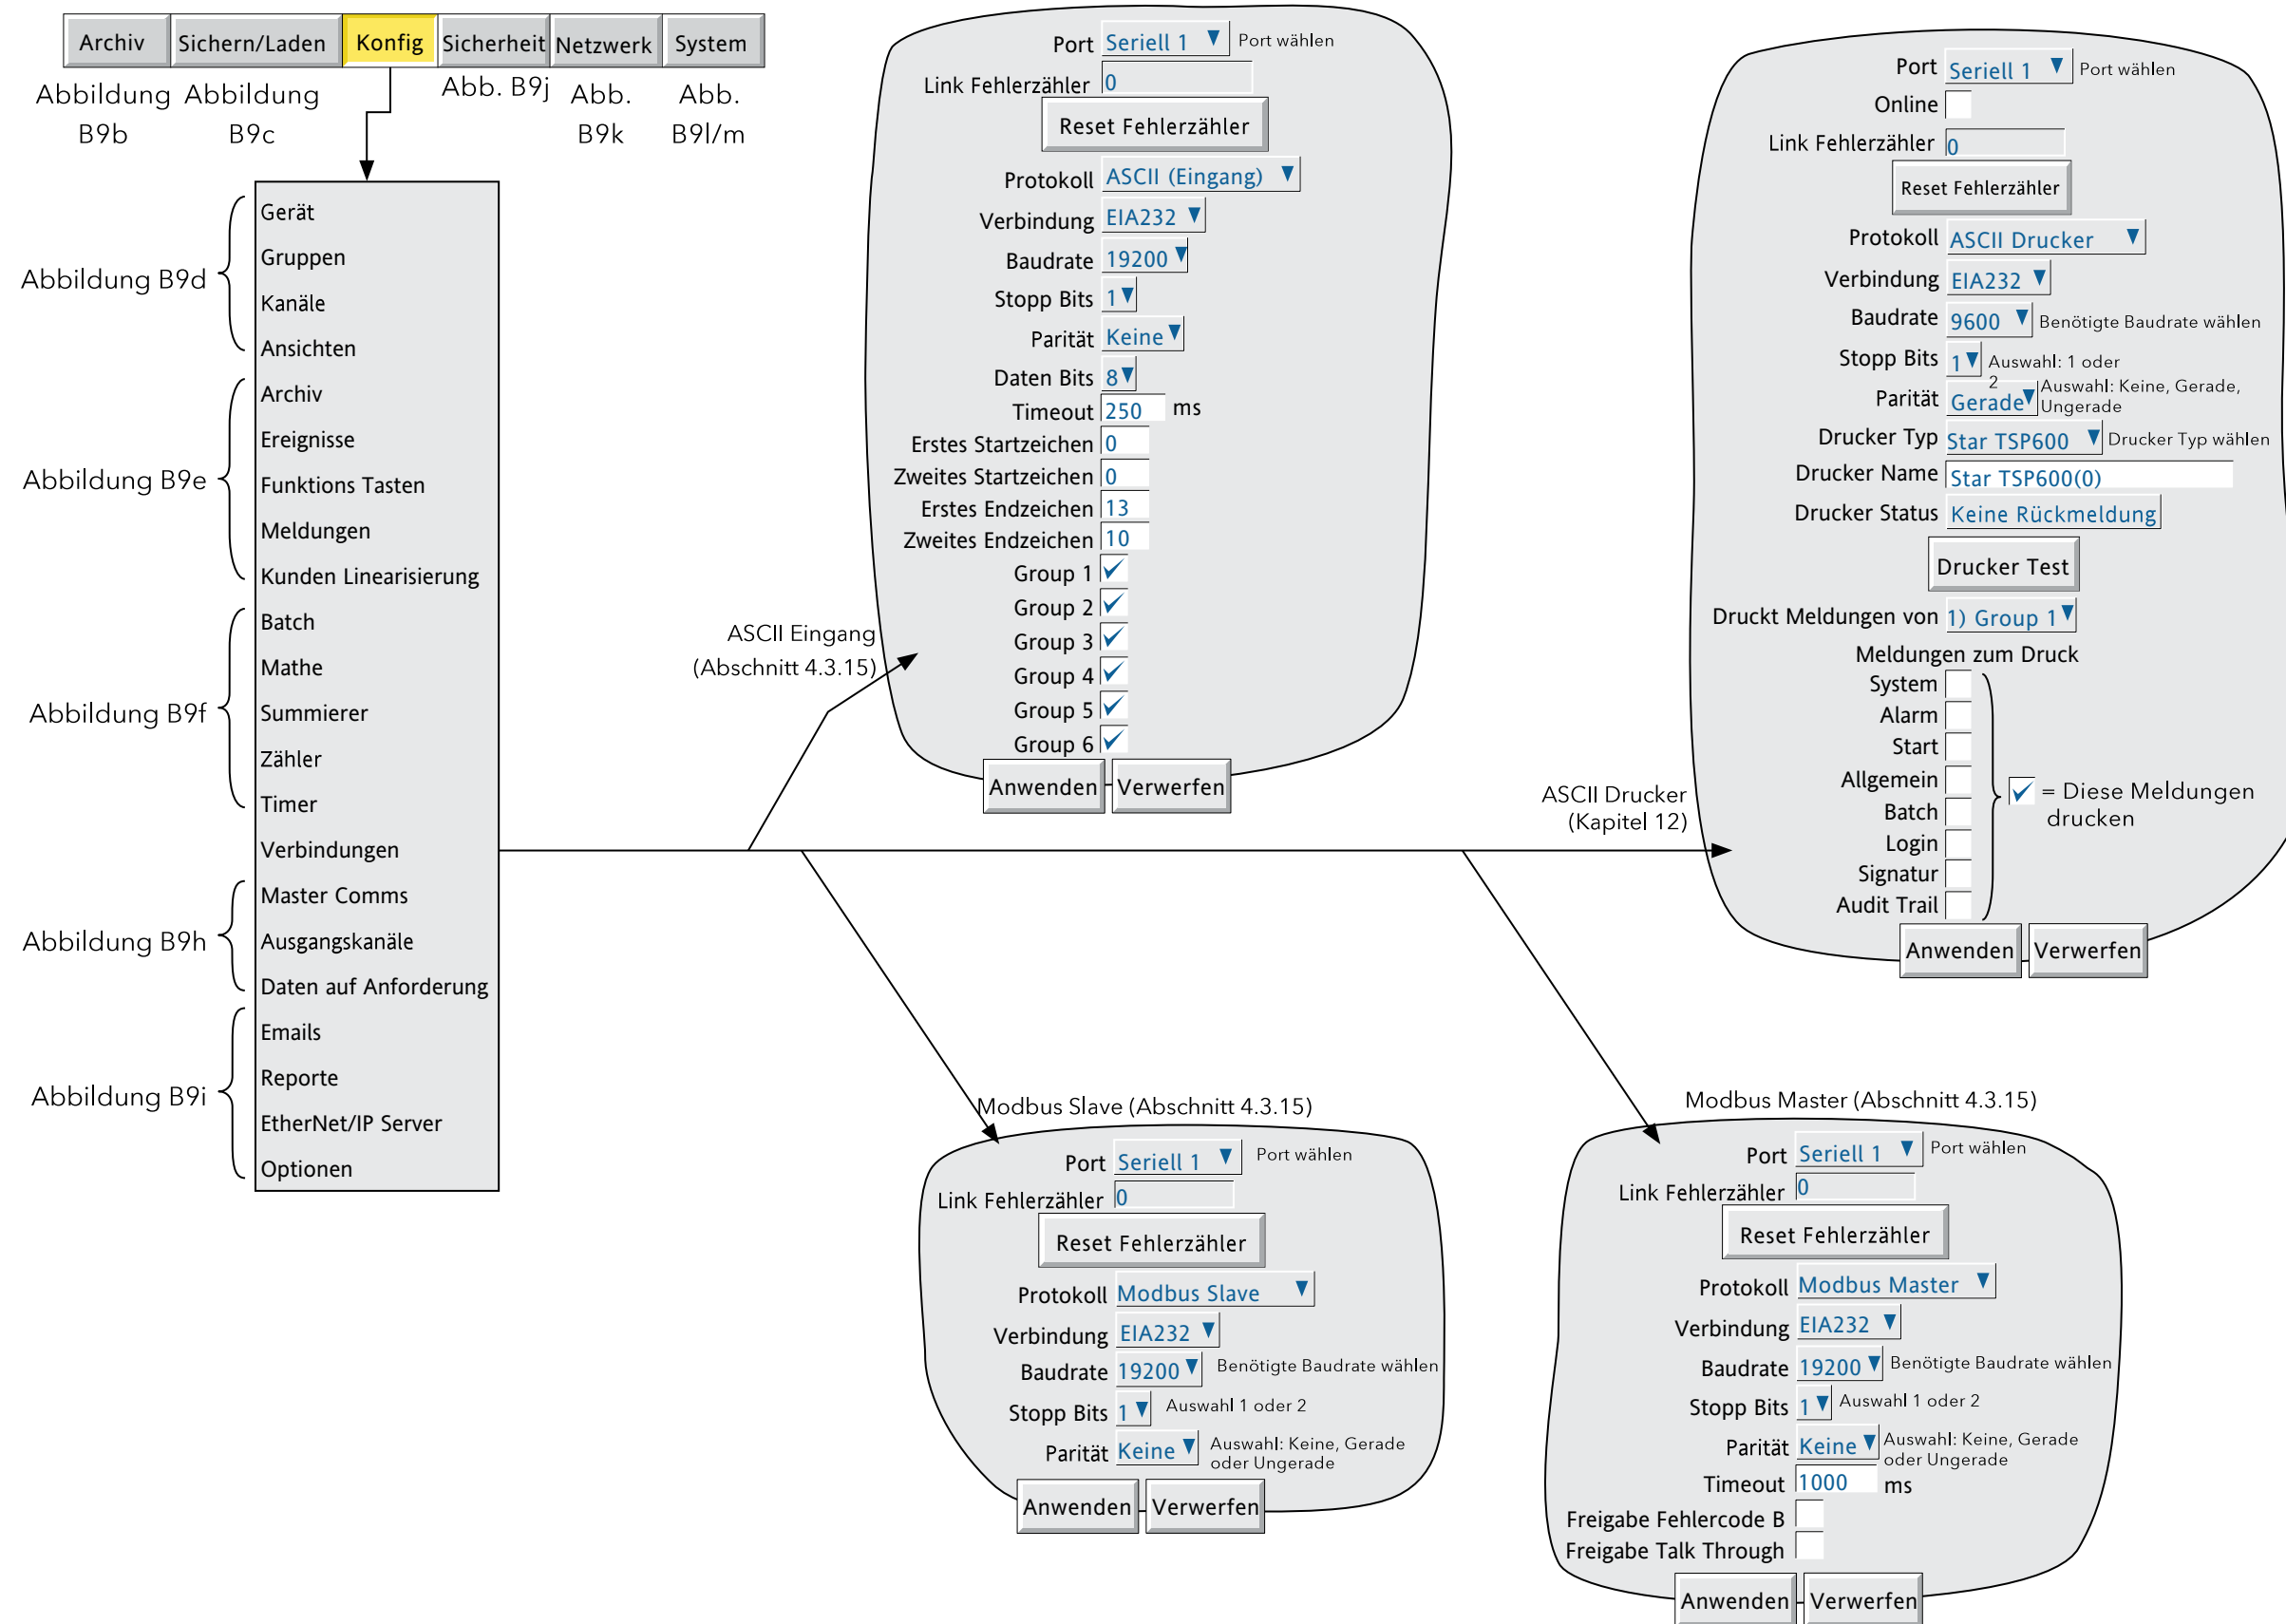 Archiv Sichern/Laden Konfig Sicherheit Netzwerk System
Abbildung B9b
Abbildung B9c
Abb. B9j
Abb. B9k
Abb. B9l/m
Gerät
Gruppen
Kanäle
Ansichten
Abbildung B9d
Archiv
Ereignisse
Funktions Tasten
Meldungen
Kunden Linearisierung
Abbildung B9e
Batch
Mathe
Summierer
Zähler
Timer
Abbildung B9f
Verbindungen
Master Comms
Ausgangskanäle
Daten auf Anforderung
Abbildung B9h
Emails
Reporte
EtherNet/IP Server
Optionen
Abbildung B9i
ASCII Eingang
(Abschnitt 4.3.15)
Port Seriell 1 Port wählen
Link Fehlerzähler 0
Reset Fehlerzähler
Protokoll ASCII (Eingang)
Verbindung EIA232
Baudrate 19200
Stopp Bits 1
Parität Keine
Daten Bits 8
Timeout 250 ms
Erstes Startzeichen 0
Zweites Startzeichen 0
Erstes Endzeichen 13
Zweites Endzeichen 10
Group 1
Group 2
Group 3
Group 4
Group 5
Group 6
Anwenden Verwerfen
ASCII Drucker
(Kapitel 12)
Port Seriell 1 Port wählen
Online
Link Fehlerzähler 0
Reset Fehlerzähler
Protokoll ASCII Drucker
Verbindung EIA232
Baudrate 9600 Benötigte Baudrate wählen
Stopp Bits 1 Auswahl: 1 oder
2
Parität Gerade Auswahl: Keine, Gerade,
Ungerade
Drucker Typ Star TSP600 Drucker Typ wählen
Drucker Name Star TSP600(0)
Drucker Status Keine Rückmeldung
Drucker Test
Druckt Meldungen von 1) Group 1
Meldungen zum Druck
System
Alarm
Start
Allgemein
Batch
Login
Signatur
Audit Trail
= Diese Meldungen
drucken
Anwenden Verwerfen
Modbus Slave (Abschnitt 4.3.15)
Port Seriell 1 Port wählen
Link Fehlerzähler 0
Reset Fehlerzähler
Protokoll Modbus Slave
Verbindung EIA232
Baudrate 19200 Benötigte Baudrate wählen
Stopp Bits 1 Auswahl 1 oder 2
Parität Keine Auswahl: Keine, Gerade
oder Ungerade
Anwenden Verwerfen
Modbus Master (Abschnitt 4.3.15)
Port Seriell 1 Port wählen
Link Fehlerzähler 0
Reset Fehlerzähler
Protokoll Modbus Master
Verbindung EIA232
Baudrate 19200 Benötigte Baudrate wählen
Stopp Bits 1 Auswahl 1 oder 2
Parität Keine Auswahl: Keine, Gerade
oder Ungerade
Timeout 1000 ms
Freigabe Fehlercode B
Freigabe Talk Through
Anwenden Verwerfen